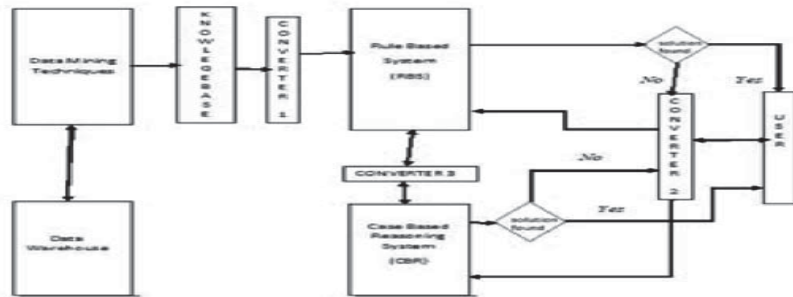 Data Mining
Techniques
KNOWLEGEBASE
CONVERTER 1
Rule Based
System
(RBS)
solution
found
No
Yes
CONVERTER 2
USER
CONVERTER 3
No
Data
Warehouse
Case Based
Reasoning
System
(CBR)
solution
found
Yes